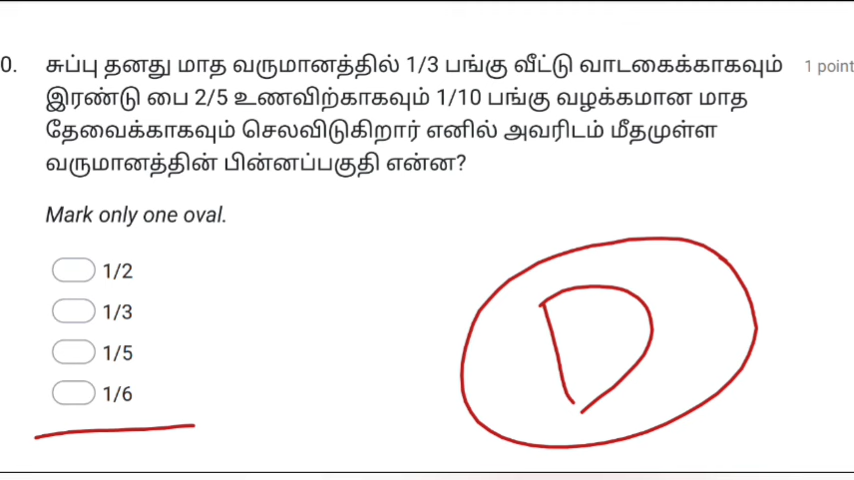 0. சுப்பு தனது மாத வருமானத்தில் 1/3 பங்கு வீட்டு வாடகைக்காகவும் 1 point
இரண்டு பை 2/5 உணவிற்காகவும் 1/10 பங்கு வழக்கமான மாத
தேவைக்காகவும் செலவிடுகிறார் எனில் அவரிடம் மீதமுள்ள
வருமானத்தின் பின்னப்பகுதி என்ன?
Mark only one oval.
1/2
1/3
1/5
1/6
D